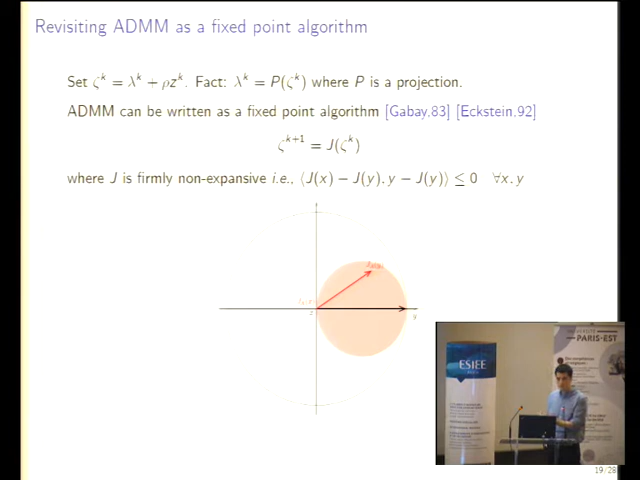 Revisiting ADMM as a fixed point algorithm
Set ζ^k = λ^k + ρz^k. Fact: λ^k = P(ζ^k) where P is a projection.
ADMM can be written as a fixed point algorithm [Gabay,83] [Eckstein,92]
ζ^{k+1} = J(ζ^k)
where J is firmly non-expansive i.e., ⟨J(x) − J(y), y − J(y)⟩ ≤ 0 ∀x, y
x
y
ESIEE
PARIS-EST
19/28